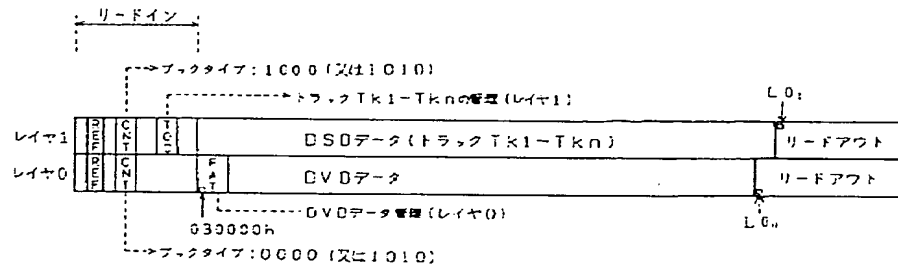 リードイン
ブックタイプ：1000（又は1010）
トラックTk1-Tknの管理（レイヤ1）
LO₁
レイヤ1 REF CNT DSDデータ（トラックTk1-Tkn） リードアウト
レイヤ0 REF CNT FAT DVDデータ リードアウト
DVDデータ管理（レイヤ0）
030000h
LO₀
ブックタイプ：0000（又は1010）